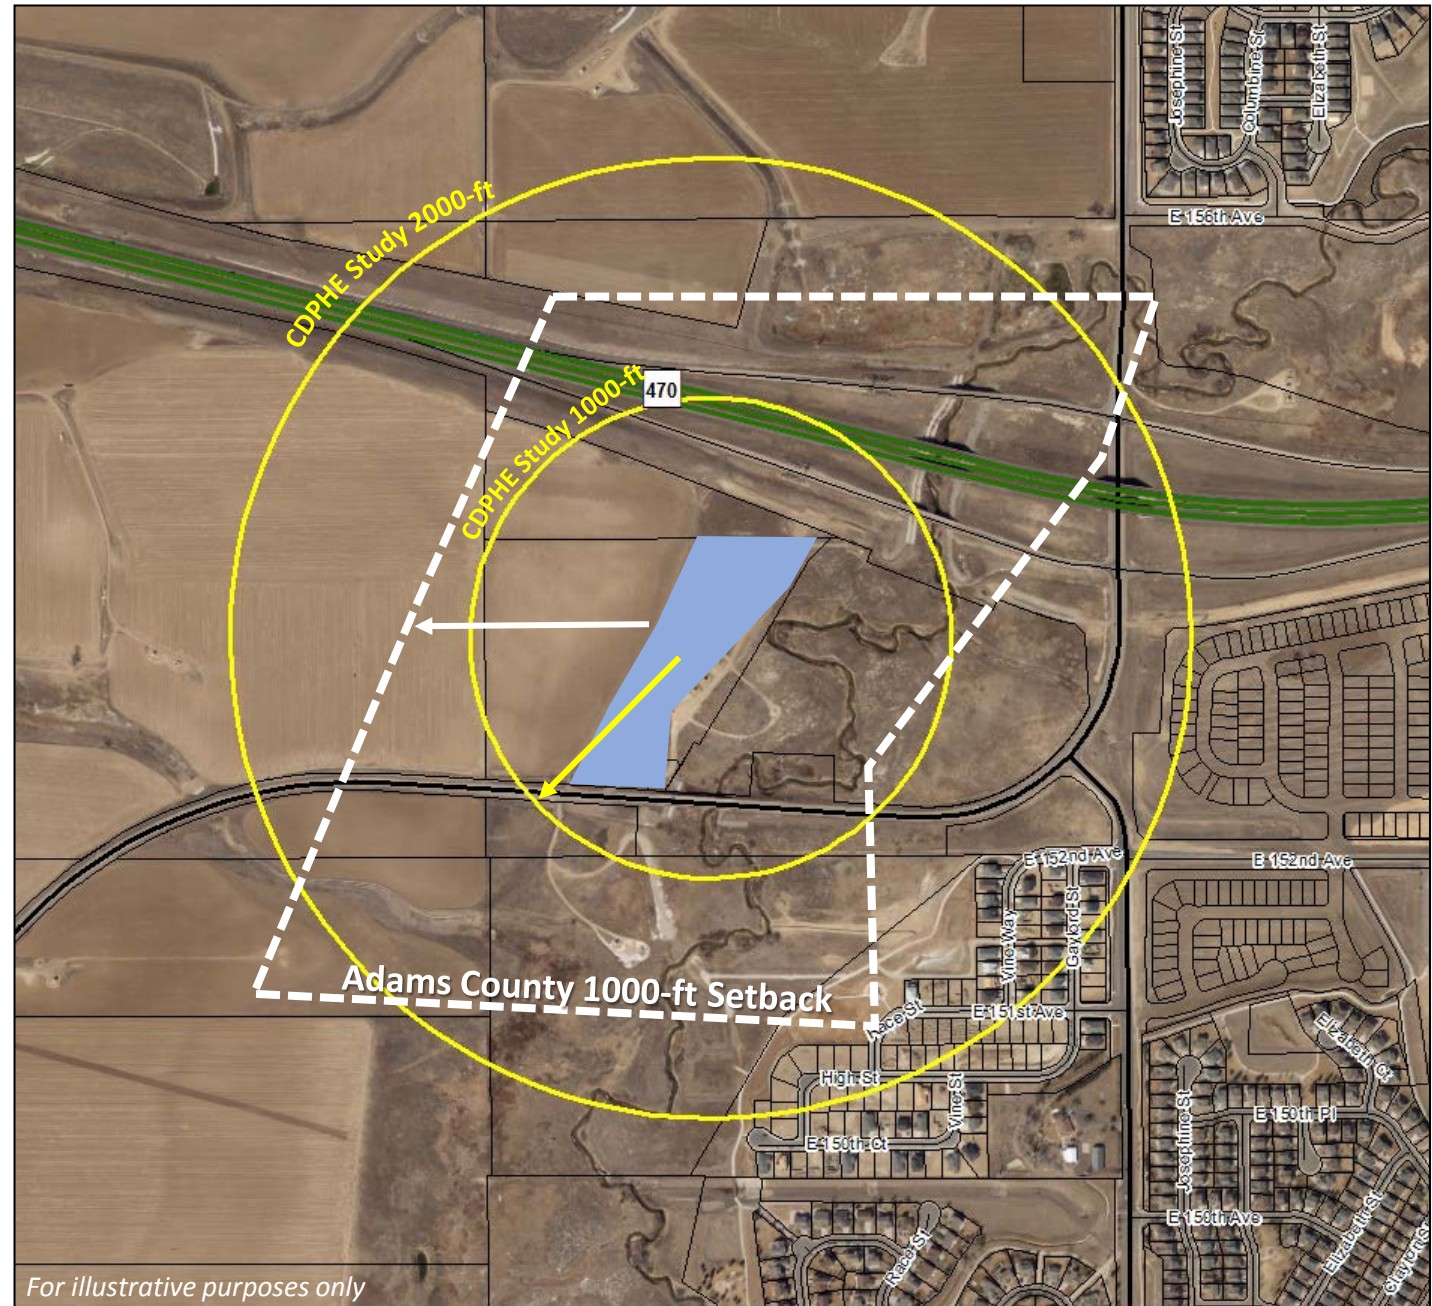 Josephine St
Columbine St
Elizabeth St
E 156th Ave
CDPHE Study 2000-ft
CDPHE Study 1000-ft
470
E 152nd Ave
E 152nd Ave
Vine Way
Gaylord St
Adams County 1000-ft Setback
Race St
E 151st Ave
High St
Vine St
E 150th Ct
Elizabeth Ct
E 150th Pl
Josephine St
E 150th Ave
Elizabeth St
Clayton St
Race St
For illustrative purposes only